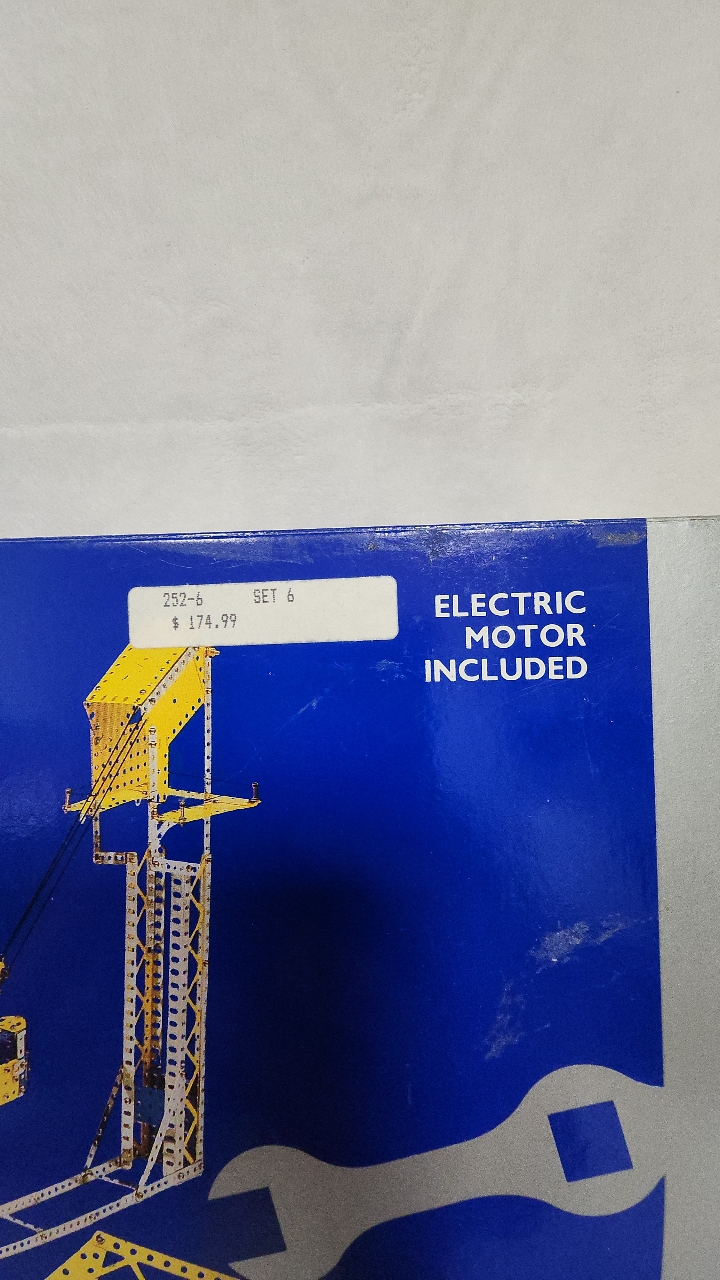 252-6 SET 6
$ 174.99
ELECTRIC
MOTOR
INCLUDED